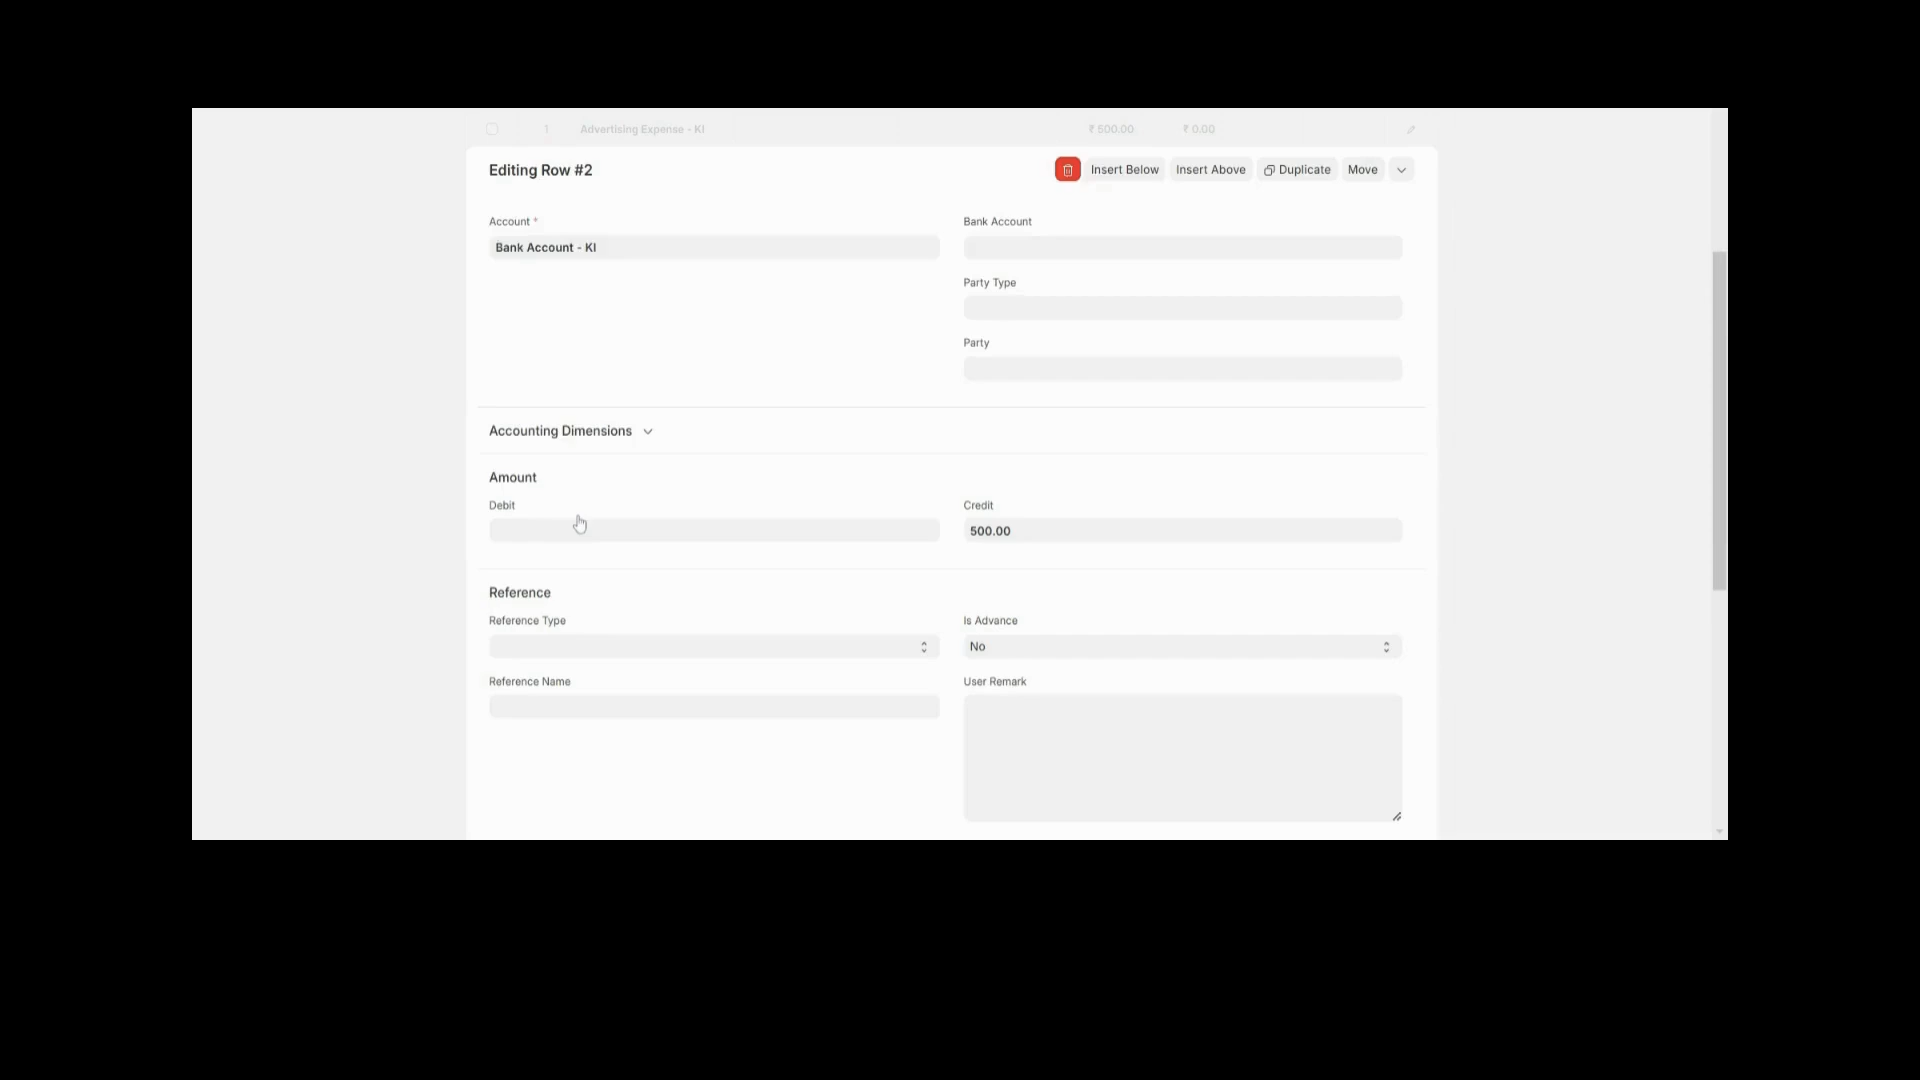 1 Advertising Expense - KI ₹ 500.00 ₹ 0.00
Editing Row #2 Insert Below Insert Above Duplicate Move
Account * Bank Account
Bank Account - KI
Party Type
Party
Accounting Dimensions
Amount
Debit Credit
500.00
Reference
Reference Type Is Advance
No
Reference Name User Remark